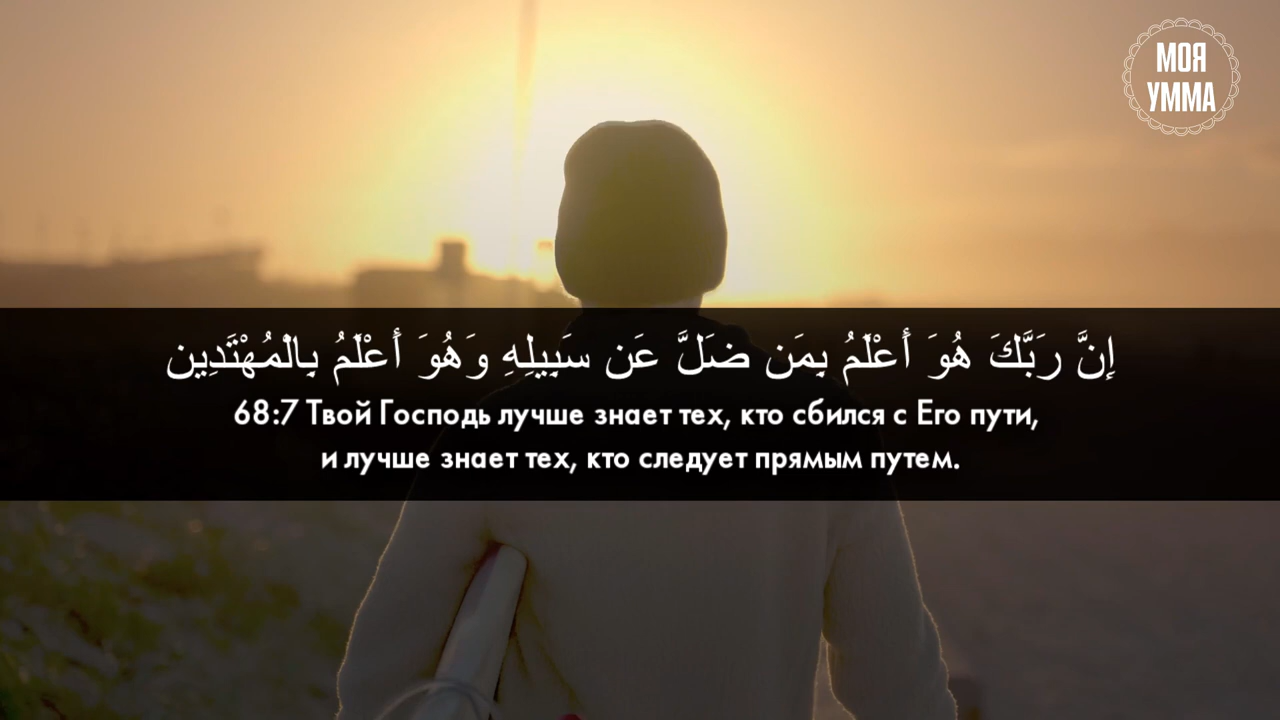 МОЯ
УММА
إِنَّ رَبَّكَ هُوَ أَعْلَمُ بِمَن ضَلَّ عَن سَبِيلِهِ وَهُوَ أَعْلَمُ بِالْمُهْتَدِين
68:7 Твой Господь лучше знает тех, кто сбился с Его пути,
и лучше знает тех, кто следует прямым путем.